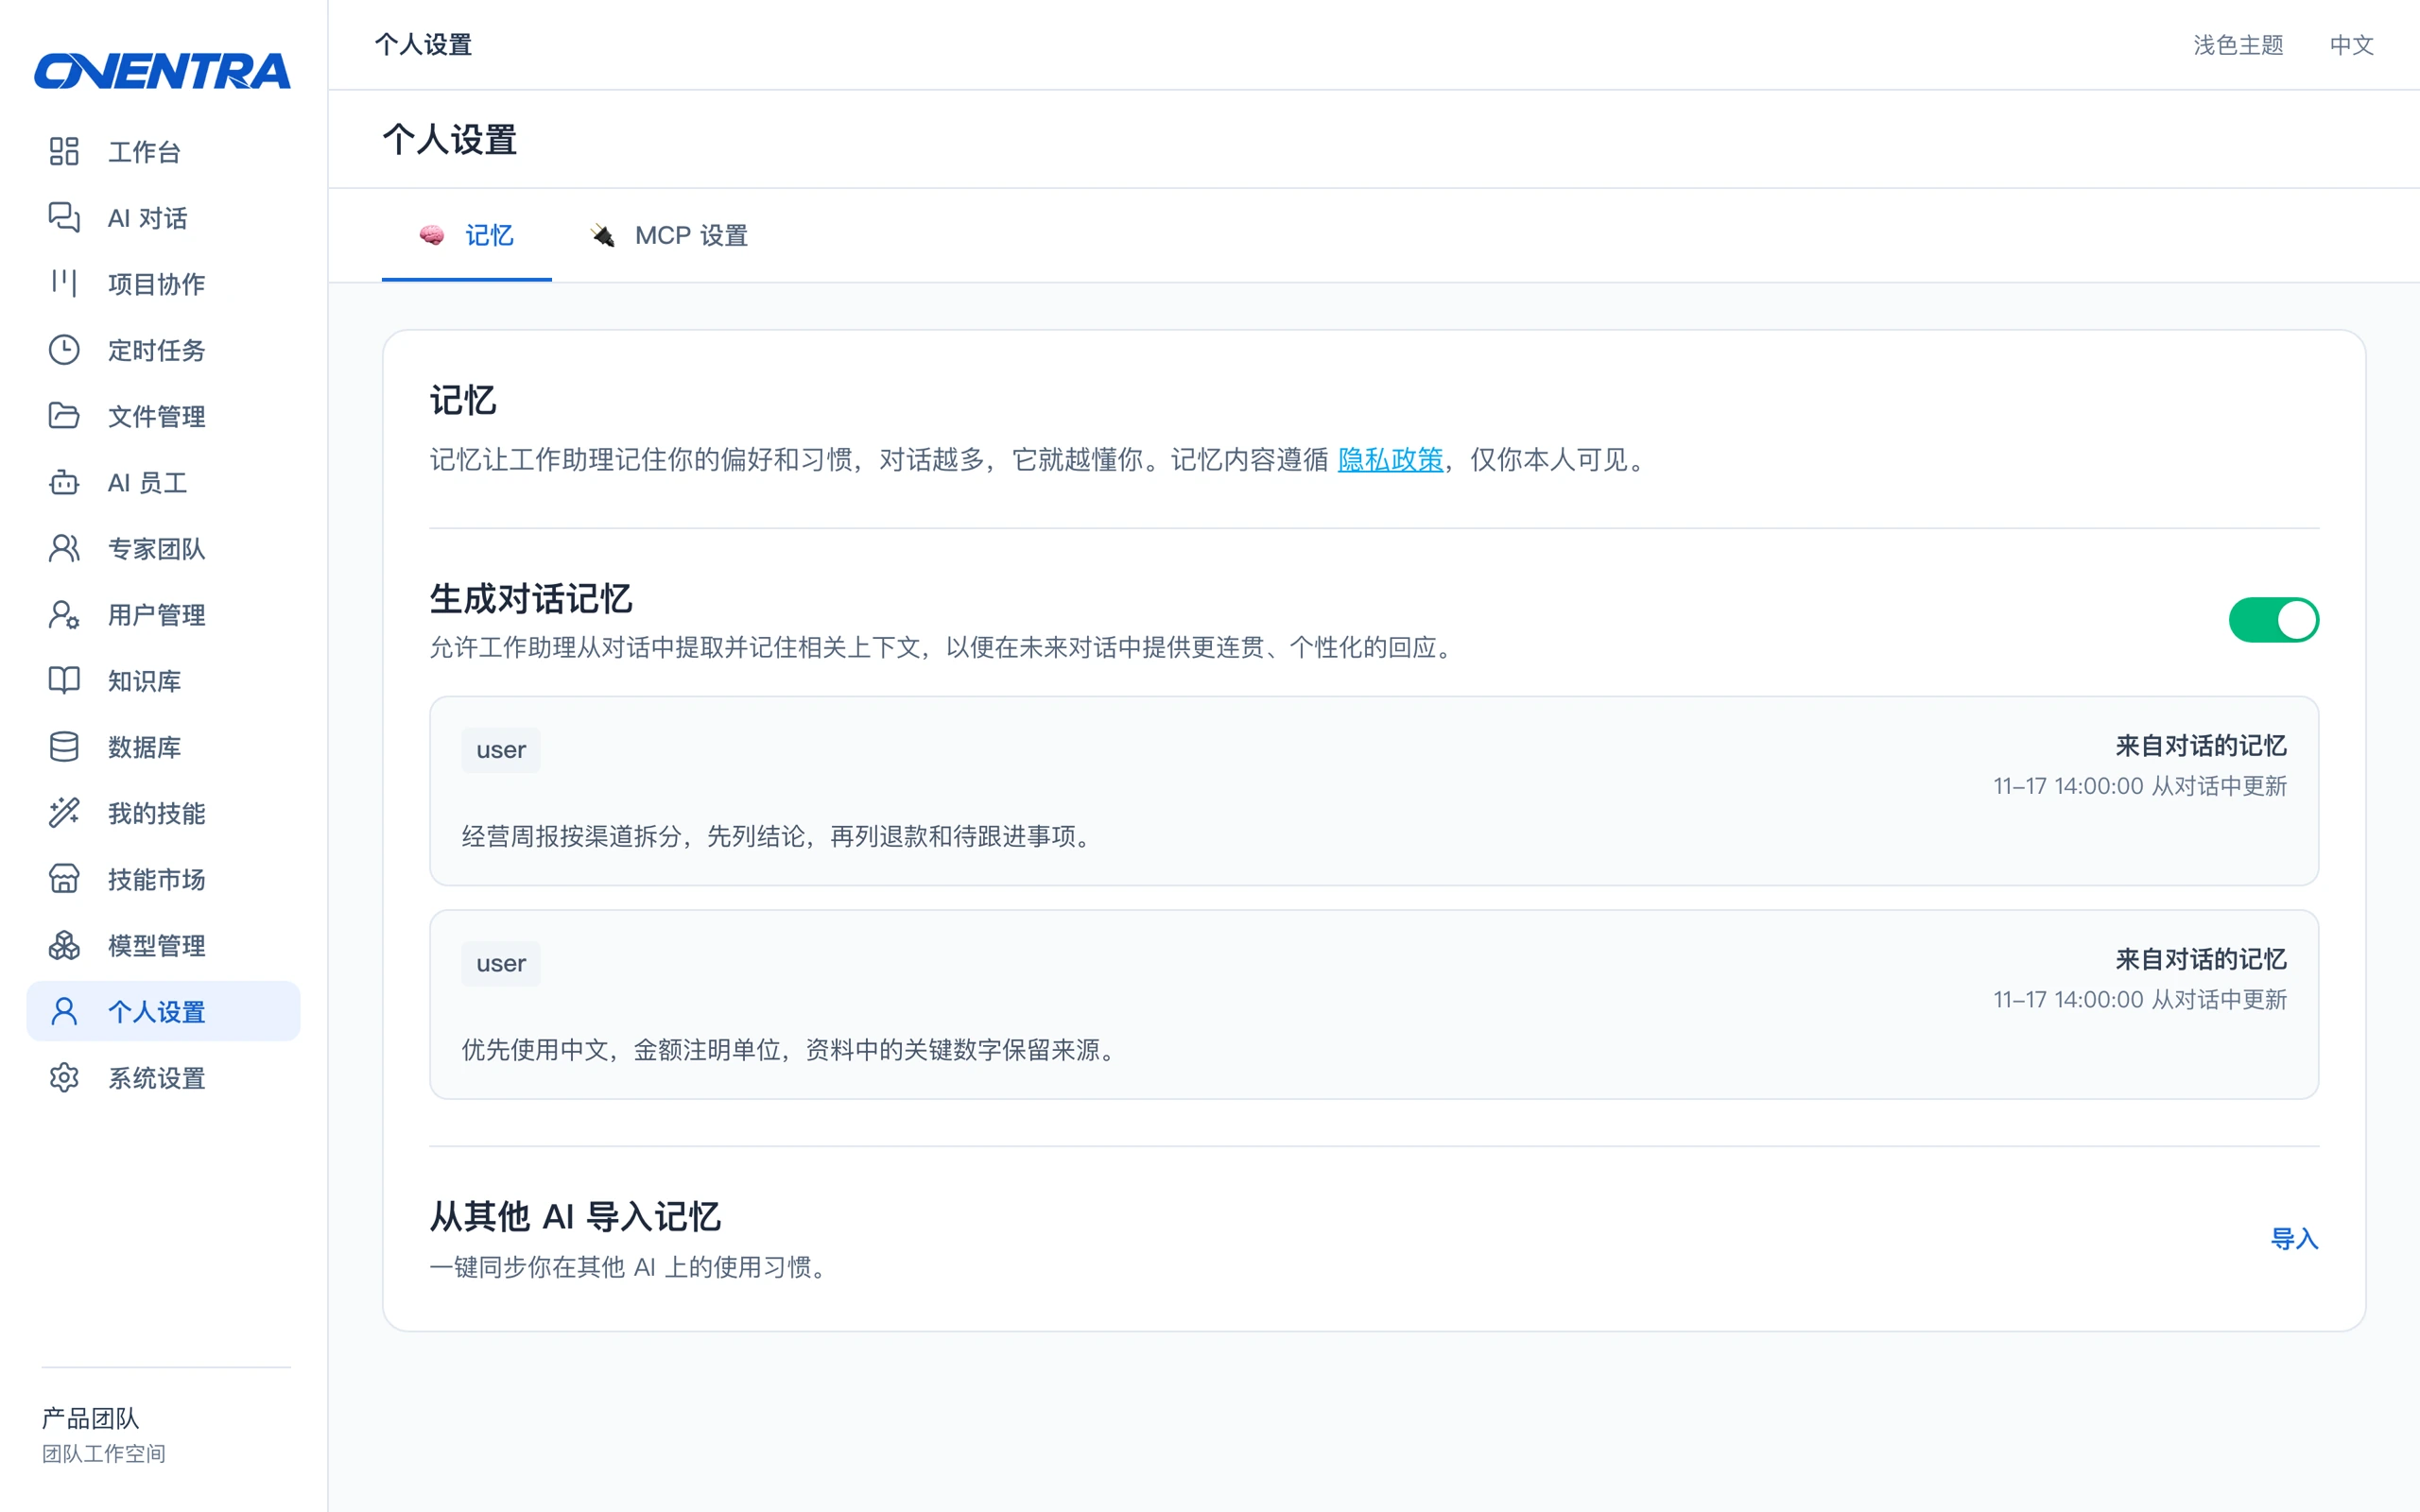 ONENTRA
工作台
AI 对话
项目协作
定时任务
文件管理
AI 员工
专家团队
用户管理
知识库
数据库
我的技能
技能市场
模型管理
个人设置
系统设置
产品团队
团队工作空间
个人设置
浅色主题
中文
个人设置
记忆
MCP 设置
记忆
记忆让工作助理记住你的偏好和习惯，对话越多，它就越懂你。记忆内容遵循 隐私政策，仅你本人可见。
生成对话记忆
允许工作助理从对话中提取并记住相关上下文，以便在未来对话中提供更连贯、个性化的回应。
user
来自对话的记忆
11–17 14:00:00 从对话中更新
经营周报按渠道拆分，先列结论，再列退款和待跟进事项。
user
来自对话的记忆
11–17 14:00:00 从对话中更新
优先使用中文，金额注明单位，资料中的关键数字保留来源。
从其他 AI 导入记忆
一键同步你在其他 AI 上的使用习惯。
导入